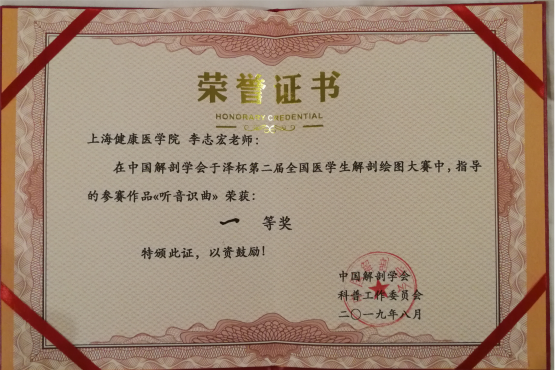 荣誉证书
HONORARY CREDENTIAL
上海健康医学院 李志宏老师:
在中国解剖学会于泽杯第二届全国医学生解剖绘图大赛中,指导
的参赛作品《听音识曲》荣获:
一 等奖
特颁此证,以资鼓励!
中国解剖学会
科普工作委员会
二〇一九年八月